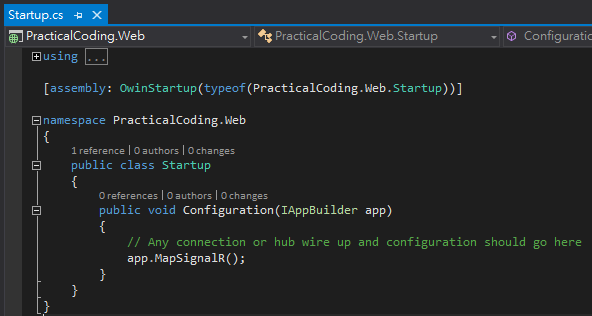 Startup.cs
PracticalCoding.Web PracticalCoding.Web.Startup Configuration
using ...
[assembly: OwinStartup(typeof(PracticalCoding.Web.Startup))]
namespace PracticalCoding.Web
{
1 reference | 0 authors | 0 changes
public class Startup
{
0 references | 0 authors | 0 changes
public void Configuration(IAppBuilder app)
{
// Any connection or hub wire up and configuration should go here
app.MapSignalR();
}
}
}